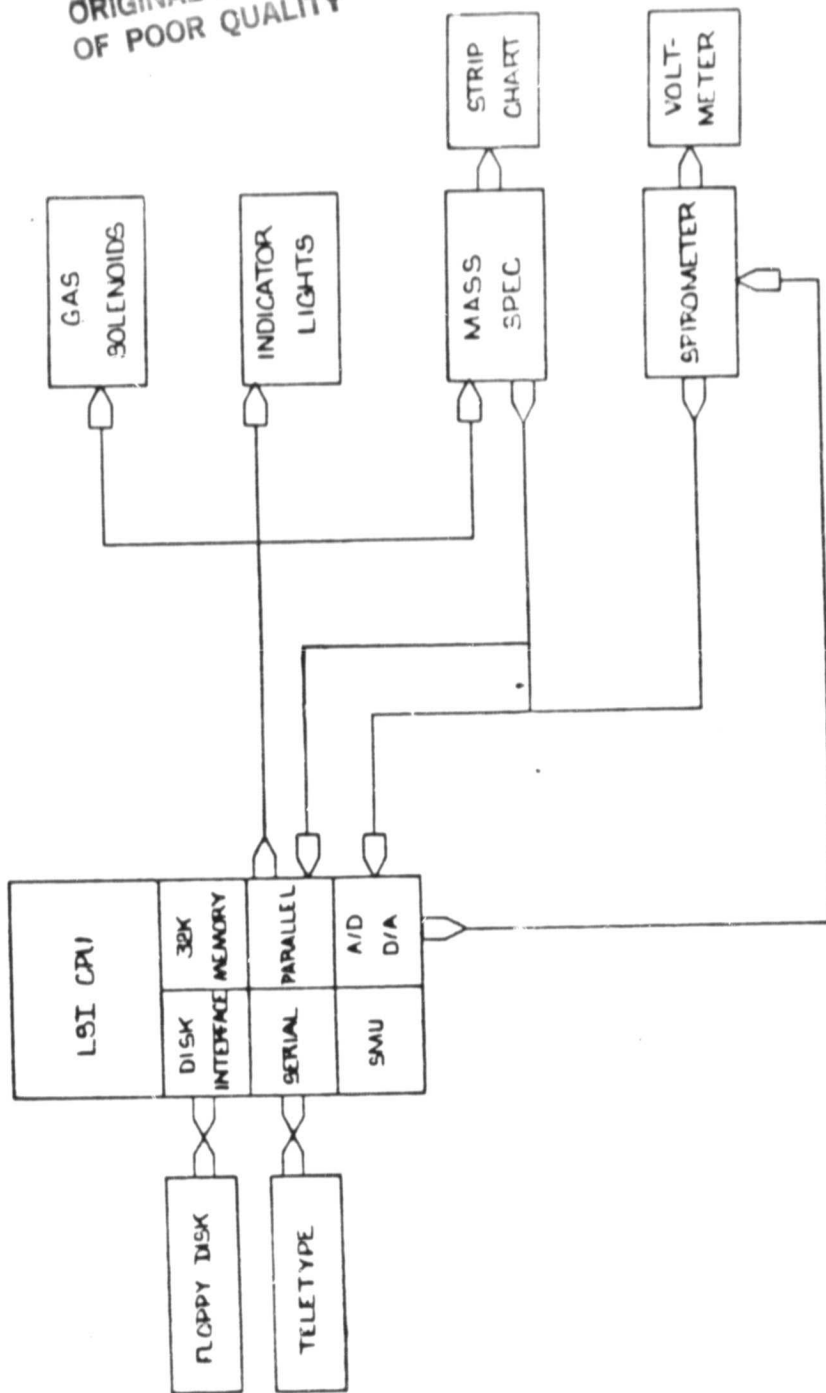 ORIGINAL
OF POOR QUALITY
LSI CPU
DISK
INTERFACE
32K
MEMORY
SERIAL
PARALLEL
SMU
A/D
D/A
FLOPPY DISK
TELETYPE
GAS
SOLENOIDS
INDICATOR
LIGHTS
MASS
SPEC
STRIP
CHART
SPIROMETER
VOLT-
METER